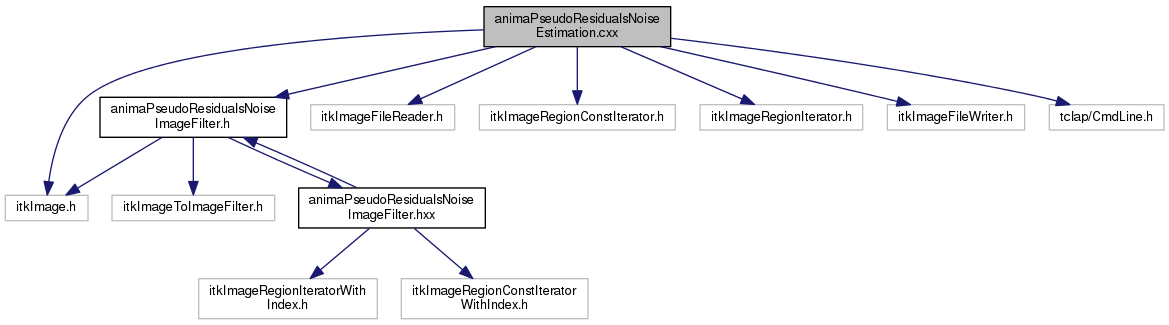 animaPseudoResidualsNoise
Estimation.cxx
animaPseudoResidualsNoise
ImageFilter.h
itkImageFileReader.h
itkImageRegionConstIterator.h
itkImageRegionIterator.h
itkImageFileWriter.h
tclap/CmdLine.h
itkImage.h
itkImageToImageFilter.h
animaPseudoResidualsNoise
ImageFilter.hxx
itkImageRegionIteratorWith
Index.h
itkImageRegionConstIterator
WithIndex.h